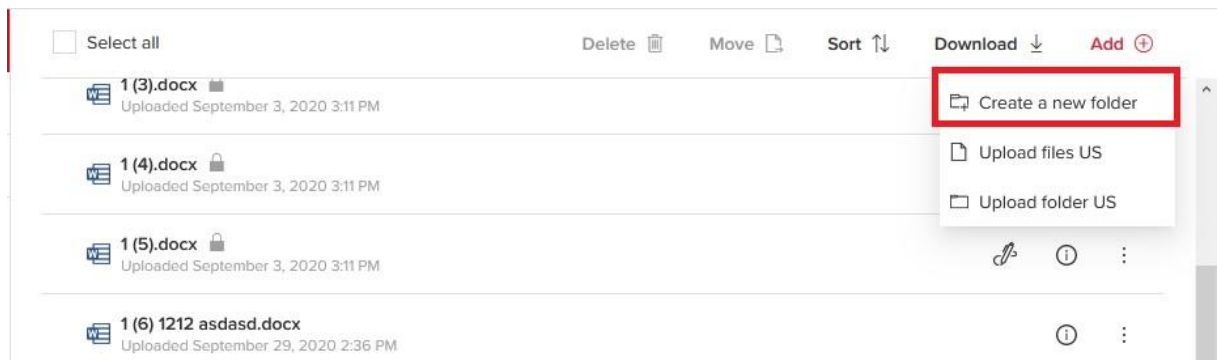 Select all
Delete
Move
Sort
Download
Add
1 (3).docx
Uploaded September 3, 2020 3:11 PM
Create a new folder
1 (4).docx
Uploaded September 3, 2020 3:11 PM
Upload files US
Upload folder US
1 (5).docx
Uploaded September 3, 2020 3:11 PM
1 (6) 1212 asdasd.docx
Uploaded September 29, 2020 2:36 PM